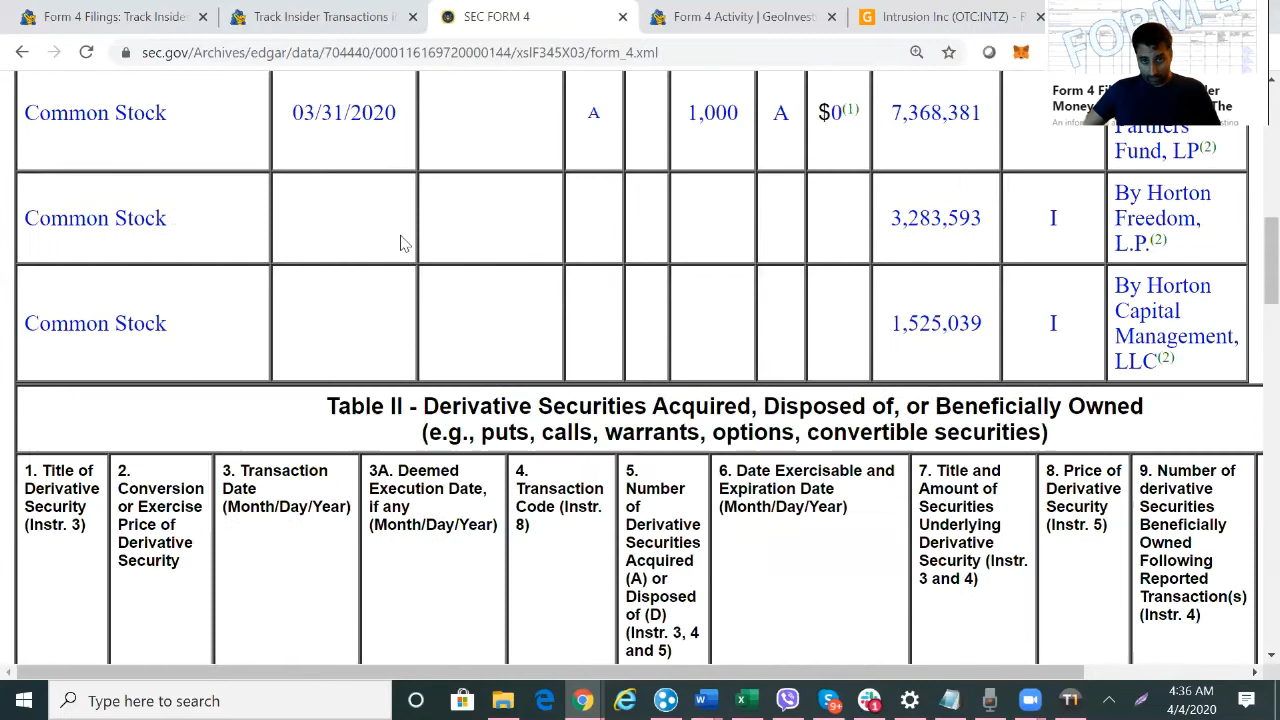 Form 4 Filings: Track Insid
Track Insider Transactions
SEC FORM 4
Form 4 Activity | Geo
Intrusion Inc
sec.gov/Archives/edgar/data/704440/0001
/form_4.xml
FORM 4
Form 4 Fi
Money
The
An info
sting
Common Stock 03/31/2020 A 1,000 A $0(1) 7,368,381
Partners
Fund, LP(2)
Common Stock 3,283,593 I By Horton
Freedom,
L.P.(2)
Common Stock 1,525,039 I By Horton
Capital
Management,
LLC(2)
Table II - Derivative Securities Acquired, Disposed of, or Beneficially Owned
(e.g., puts, calls, warrants, options, convertible securities)
1. Title of
Derivative
Security
(Instr. 3)
2.
Conversion
or Exercise
Price of
Derivative
Security
3. Transaction
Date
(Month/Day/Year)
3A. Deemed
Execution Date,
if any
(Month/Day/Year)
4.
Transaction
Code (Instr.
8)
5.
Number
of
Derivative
Securities
Acquired
(A) or
Disposed
of (D)
(Instr. 3, 4
and 5)
6. Date Exercisable and
Expiration Date
(Month/Day/Year)
7. Title and
Amount of
Securities
Underlying
Derivative
Security (Instr.
3 and 4)
8. Price of
Derivative
Security
(Instr. 5)
9. Number of
derivative
Securities
Beneficially
Owned
Following
Reported
Transaction(s)
(Instr. 4)
Type here to search
4:36 AM
4/4/2020